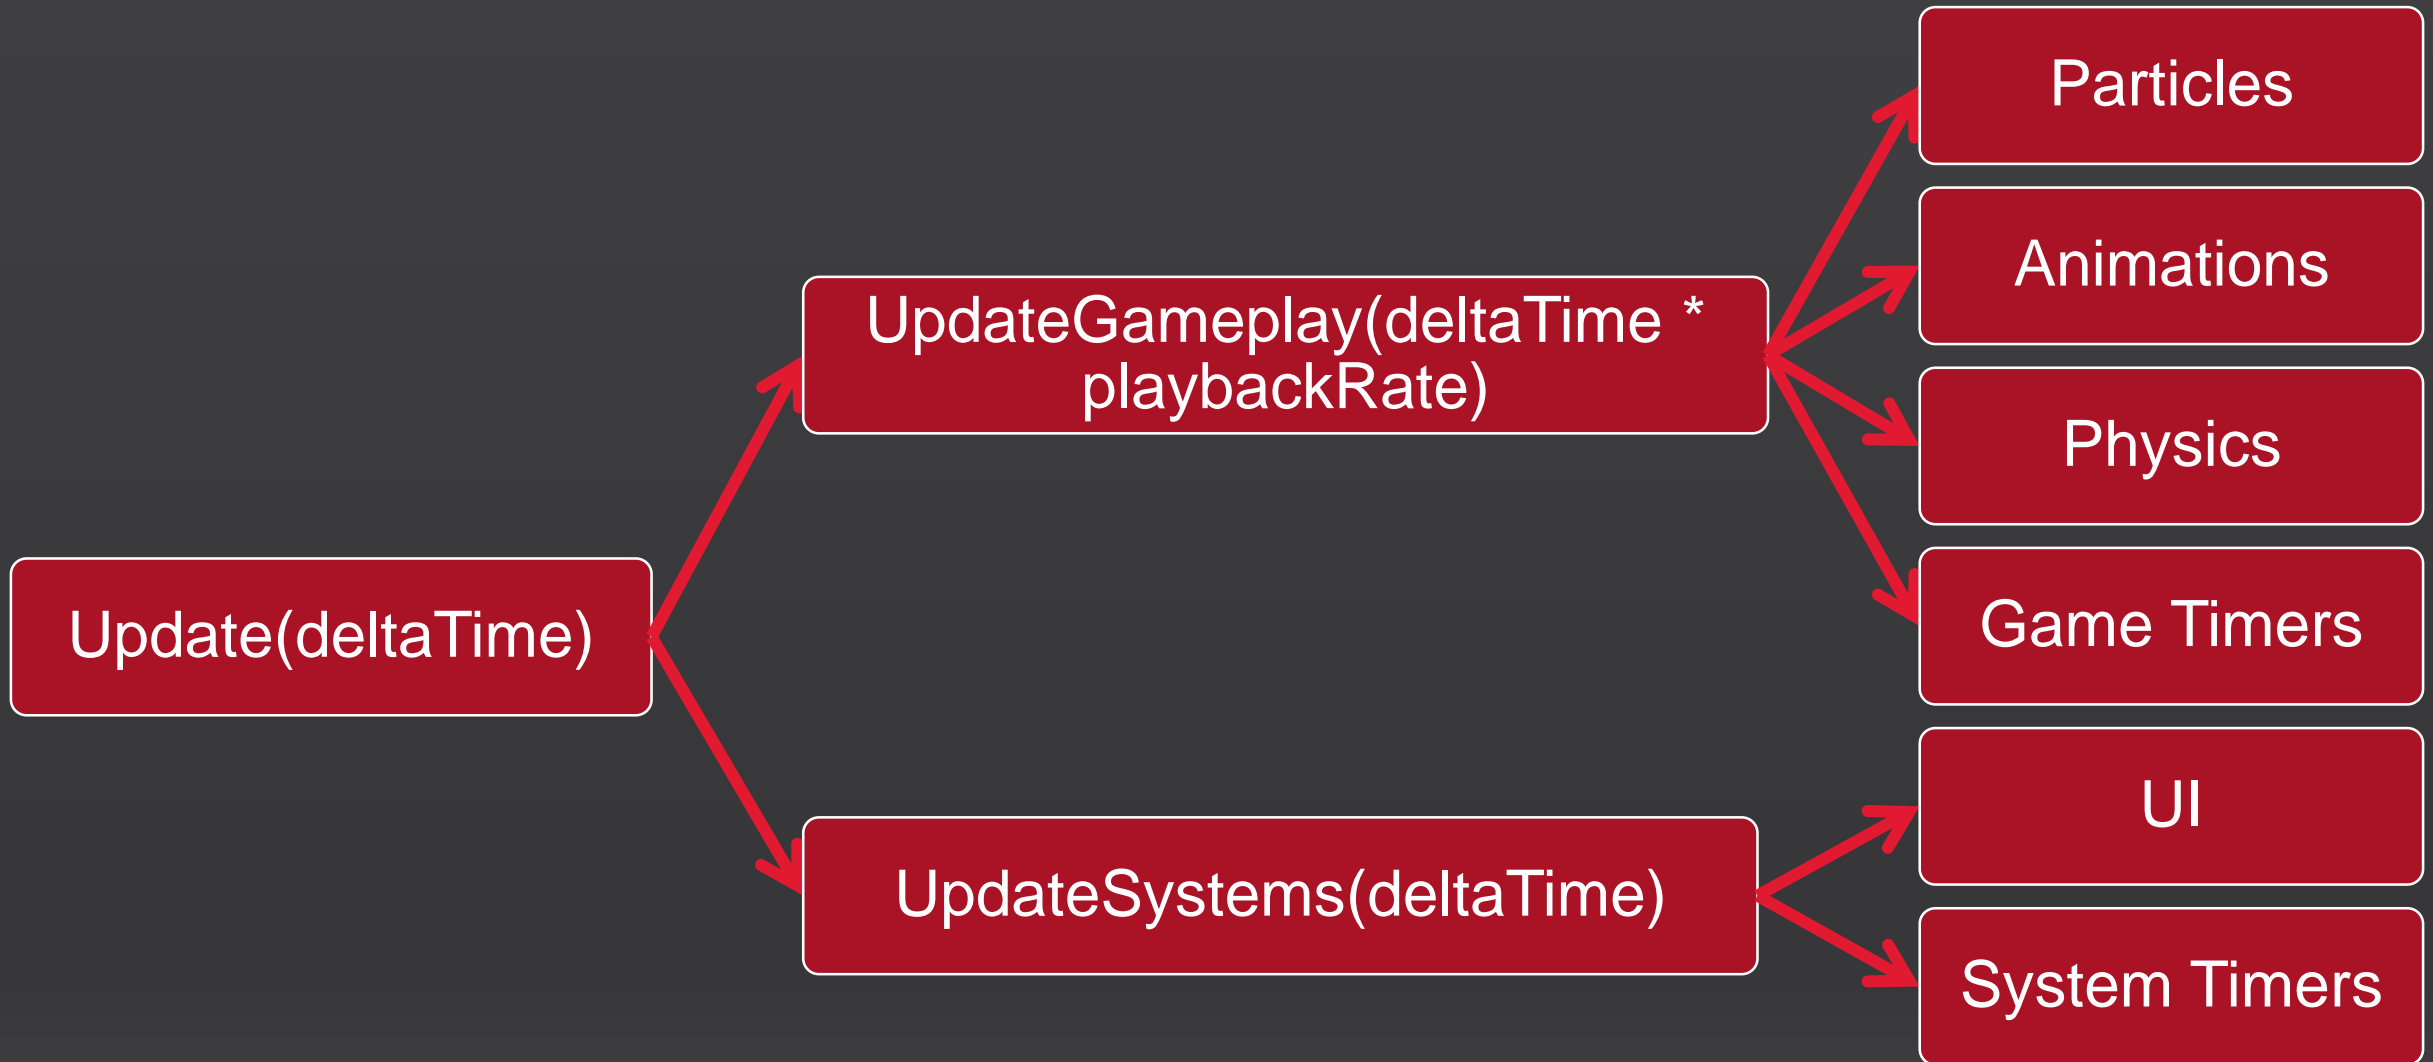 Update(deltaTime)
UpdateGameplay(deltaTime *
playbackRate)
UpdateSystems(deltaTime)
Particles
Animations
Physics
Game Timers
UI
System Timers